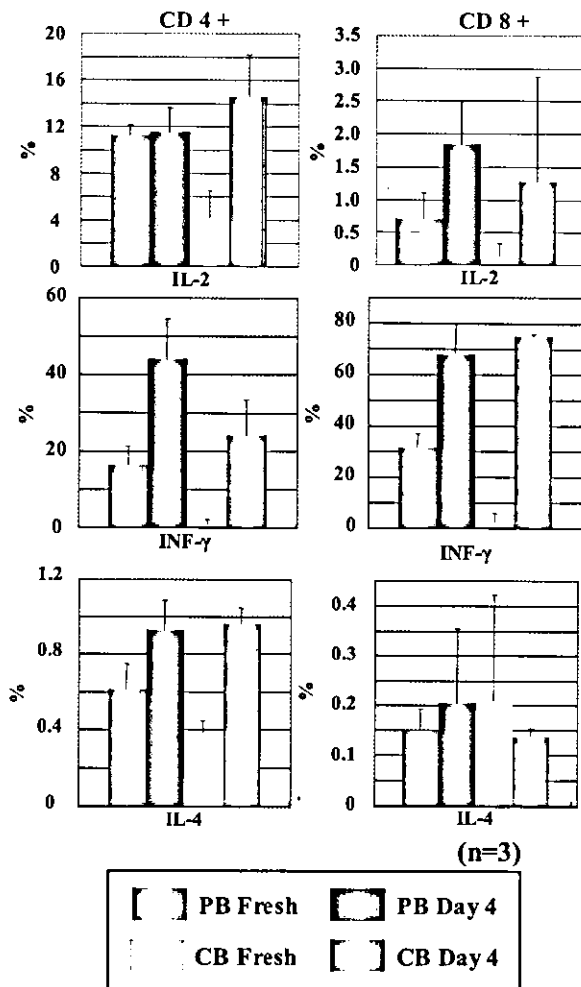 CD 4 +
20
16
12
8
4
0
%
IL-2
CD 8 +
3.5
3.0
2.5
2.0
1.5
1.0
0.5
0
%
IL-2
60
40
20
0
%
INF-γ
80
60
40
20
0
%
INF-γ
1.2
0.8
0.4
0
%
IL-4
0.4
0.3
0.2
0.1
0
%
IL-4
(n=3)
PB Fresh
PB Day 4
CB Fresh
CB Day 4